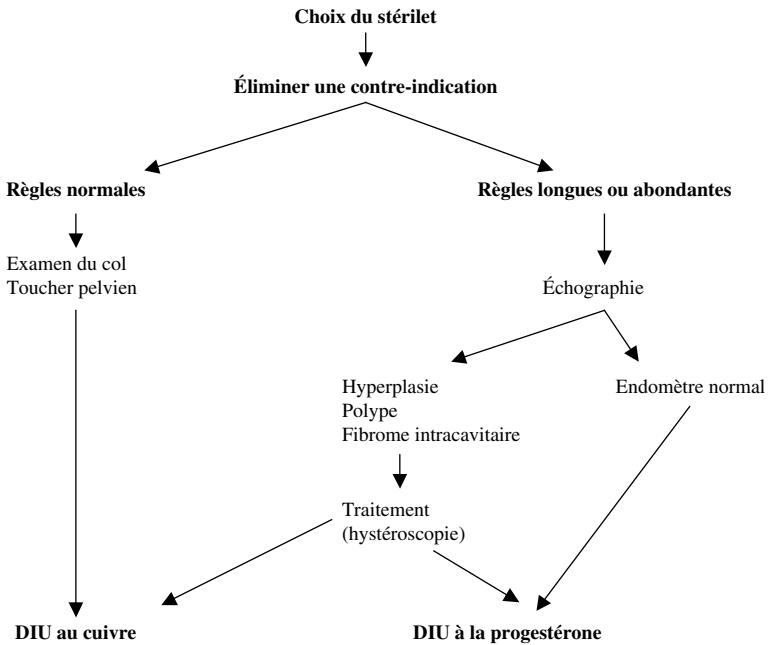 Choix du stérilet
Éliminer une contre-indication
Règles normales
Règles longues ou abondantes
Examen du col
Toucher pelvien
Échographie
Hyperplasie
Polype
Fibrome intracavitaire
Endomètre normal
Traitement
(hystéroscopie)
DIU au cuivre
DIU à la progestérone